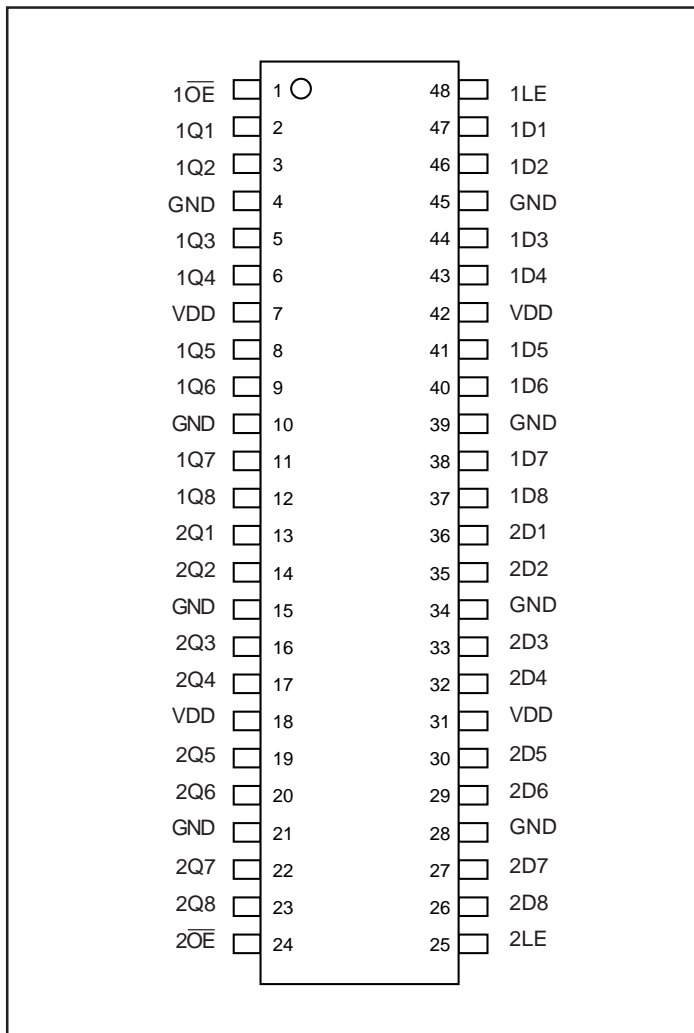 1O̅E̅ 1 48 1LE
1Q1 2 47 1D1
1Q2 3 46 1D2
GND 4 45 GND
1Q3 5 44 1D3
1Q4 6 43 1D4
VDD 7 42 VDD
1Q5 8 41 1D5
1Q6 9 40 1D6
GND 10 39 GND
1Q7 11 38 1D7
1Q8 12 37 1D8
2Q1 13 36 2D1
2Q2 14 35 2D2
GND 15 34 GND
2Q3 16 33 2D3
2Q4 17 32 2D4
VDD 18 31 VDD
2Q5 19 30 2D5
2Q6 20 29 2D6
GND 21 28 GND
2Q7 22 27 2D7
2Q8 23 26 2D8
2O̅E̅ 24 25 2LE